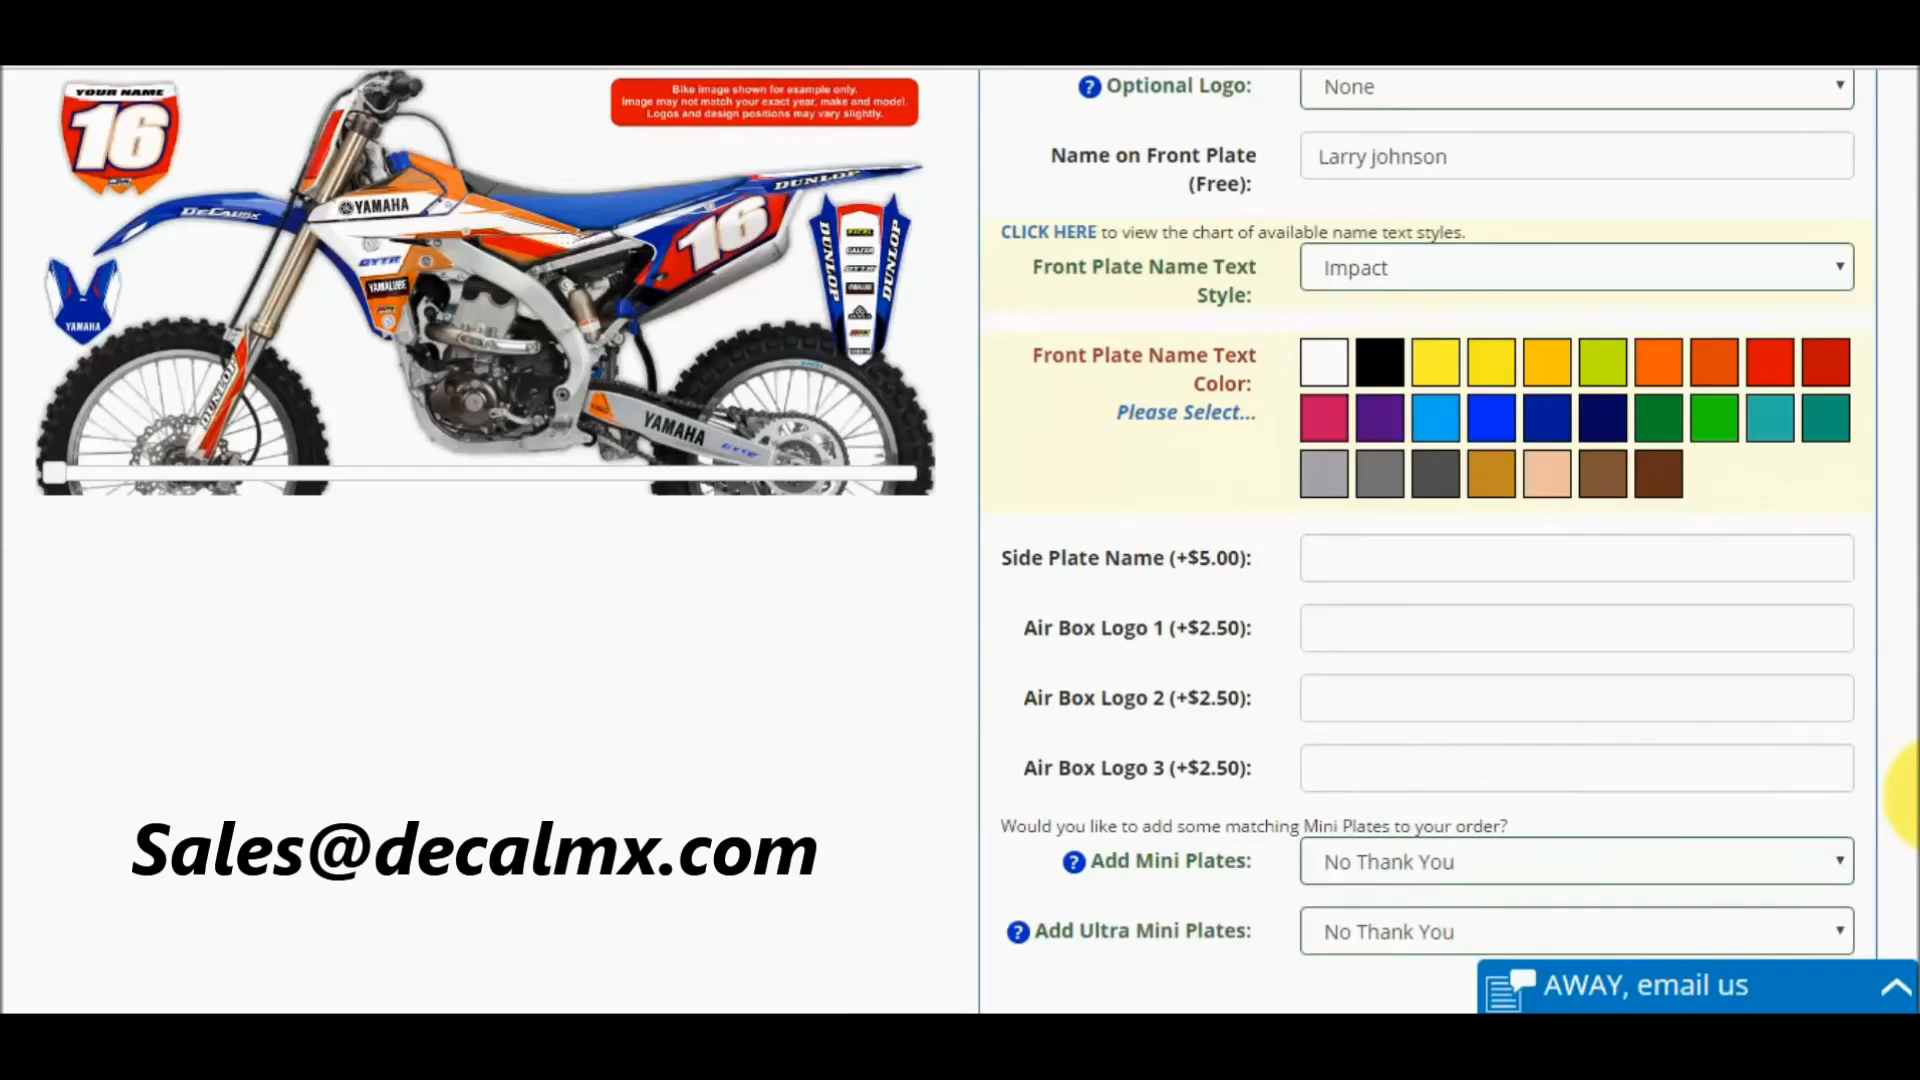 YOUR NAME
16
Bike image shown for example only.
Image may not match your exact year, make and model.
Logos and design positions may vary slightly.
DUNLOP
DeCalmx
YAMAHA
16
GYTR
YAMALUBE
DUNLOP
DUNLOP
GYTR
YAMAHA
DUNLOP
YAMAHA
GYTR
Sales@decalmx.com
? Optional Logo: None
Name on Front Plate (Free): Larry johnson
CLICK HERE to view the chart of available name text styles.
Front Plate Name Text Style: Impact
Front Plate Name Text Color:
Please Select...
Side Plate Name (+$5.00):
Air Box Logo 1 (+$2.50):
Air Box Logo 2 (+$2.50):
Air Box Logo 3 (+$2.50):
Would you like to add some matching Mini Plates to your order?
? Add Mini Plates: No Thank You
? Add Ultra Mini Plates: No Thank You
AWAY, email us